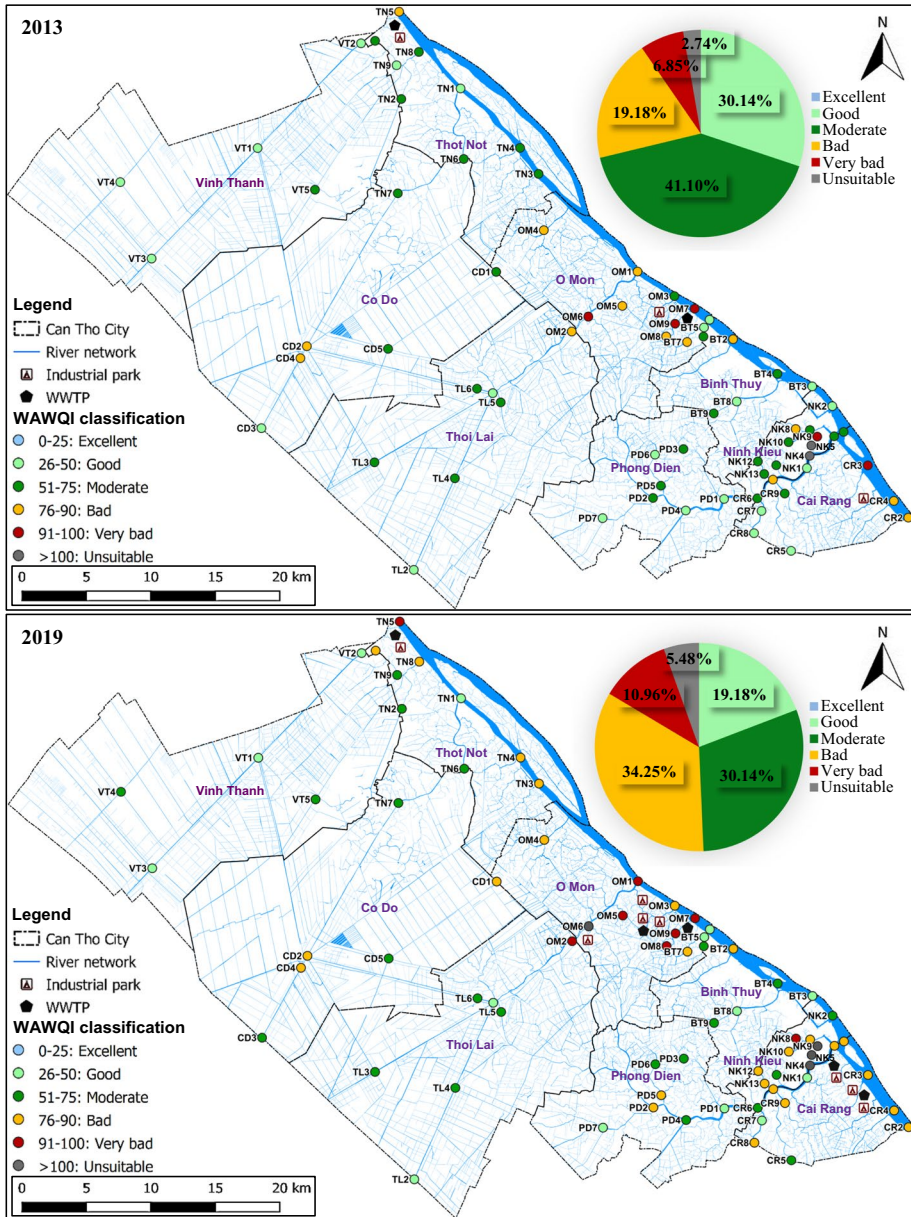 2013
N
TN5
VT2
TN8
TN9
TN1
TN2
Thot Not
TN6
TN4
TN3
VT1
Vinh Thanh
VT4
VT5
TN7
VT3
OM4
CD1
O Mon
OM1
Co Do
OM3
OM7
OM5
OM6
OM9
BT5
OM2
OM8
BT7
BT2
CD2
CD4
CD5
Binh Thuy
BT4
BT3
TL6
TL5
BT8
BT9
NK2
CD3
Thoi Lai
NK8
NK9
NK10
NK5
Ninh Kieu
NK4
PD6
PD3
Phong Dien
NK12
NK1
NK13
CR3
TL3
TL4
PD5
PD2
PD1
CR6
CR9
Cai Rang
CR4
PD7
PD4
CR7
CR2
CR8
CR5
TL2
2.74%
6.85%
30.14%
19.18%
41.10%
Excellent
Good
Moderate
Bad
Very bad
Unsuitable
Legend
Can Tho City
River network
Industrial park
WWTP
WAWQI classification
0-25: Excellent
26-50: Good
51-75: Moderate
76-90: Bad
91-100: Very bad
>100: Unsuitable
0 5 10 15 20 km
2019
N
TN5
VT2
TN8
TN9
TN1
TN2
Thot Not
TN6
TN4
TN3
VT1
Vinh Thanh
VT4
VT5
TN7
VT3
OM4
CD1
O Mon
OM1
Co Do
OM3
OM7
OM5
OM6
OM9
BT5
OM2
OM8
BT7
BT2
CD2
CD4
CD5
Binh Thuy
BT4
BT3
TL6
TL5
BT8
BT9
NK2
CD3
Thoi Lai
NK8
NK9
NK10
NK5
Ninh Kieu
NK4
PD6
PD3
Phong Dien
NK12
NK1
NK13
CR3
TL3
TL4
PD5
PD2
PD1
CR6
CR9
Cai Rang
CR4
PD7
PD4
CR7
CR2
CR8
CR5
TL2
5.48%
10.96%
19.18%
34.25%
30.14%
Excellent
Good
Moderate
Bad
Very bad
Unsuitable
Legend
Can Tho City
River network
Industrial park
WWTP
WAWQI classification
0-25: Excellent
26-50: Good
51-75: Moderate
76-90: Bad
91-100: Very bad
>100: Unsuitable
0 5 10 15 20 km